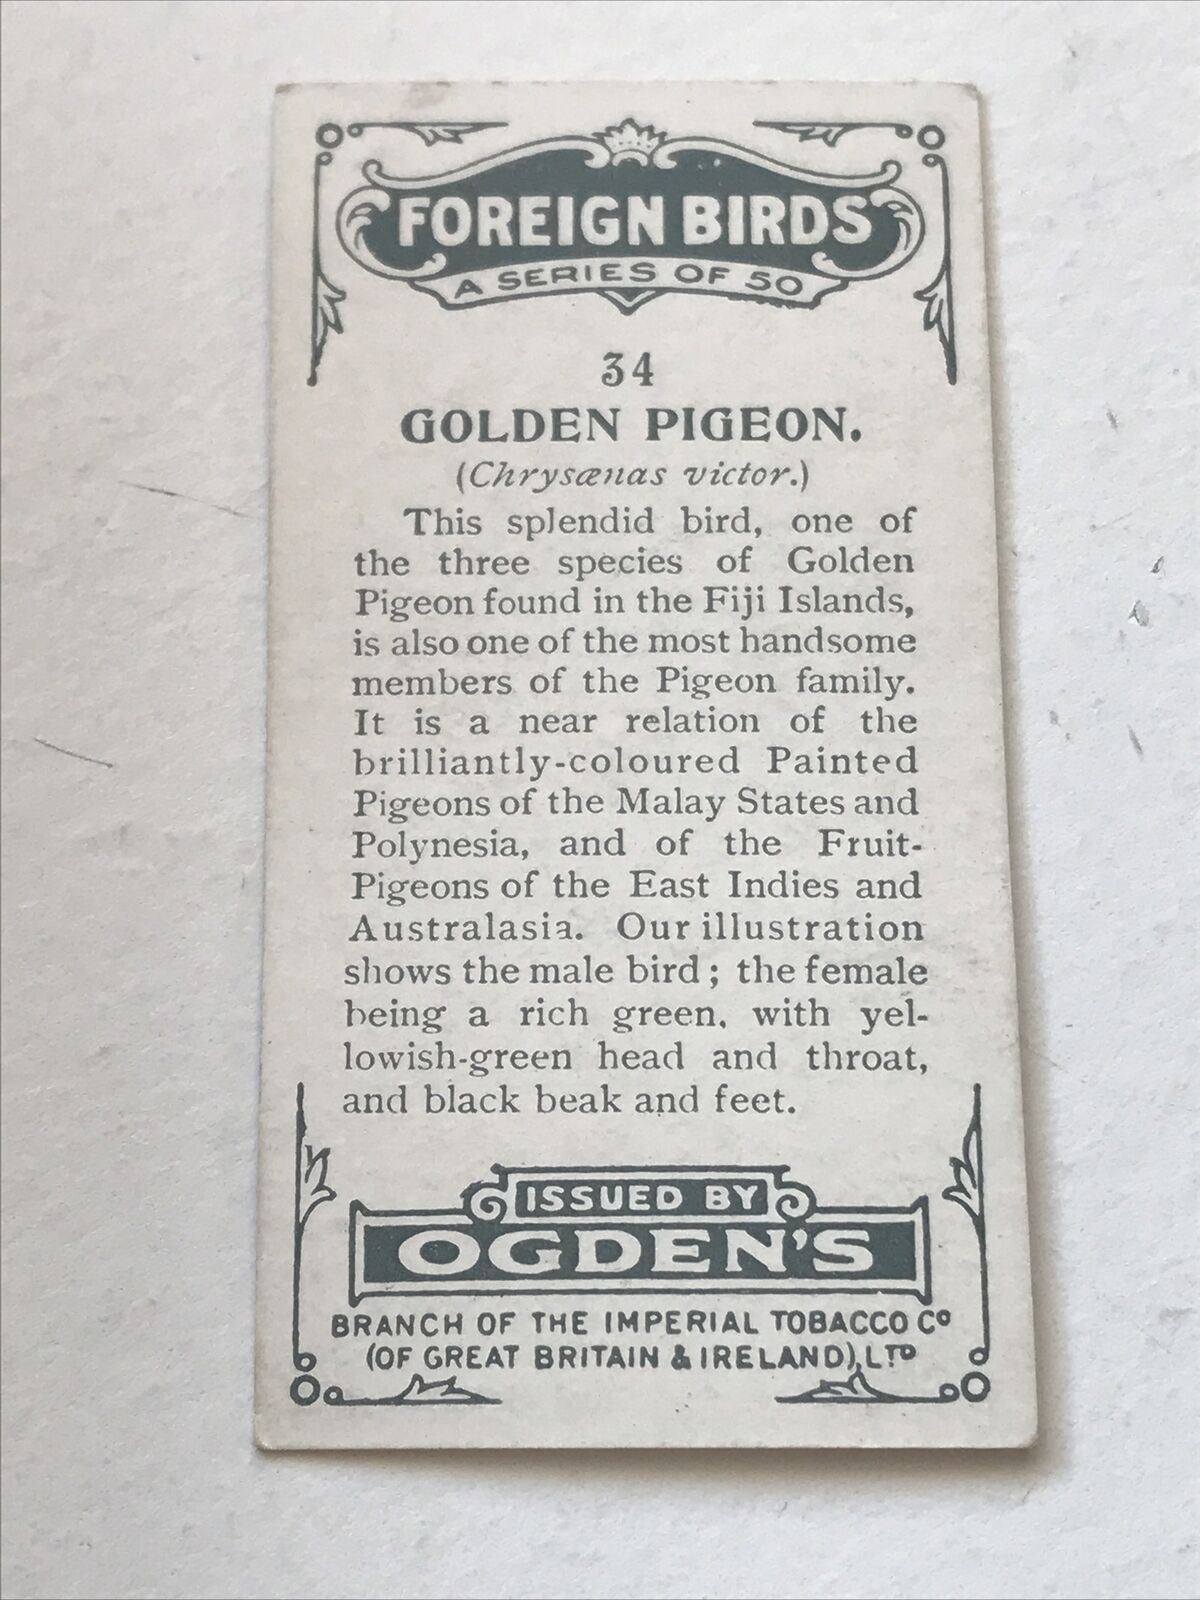 FOREIGN BIRDS
A SERIES OF 50
34
GOLDEN PIGEON.
(Chrysænas victor.)
This splendid bird, one of
the three species of Golden
Pigeon found in the Fiji Islands,
is also one of the most handsome
members of the Pigeon family.
It is a near relation of the
brilliantly-coloured Painted
Pigeons of the Malay States and
Polynesia, and of the Fruit-
Pigeons of the East Indies and
Australasia. Our illustration
shows the male bird; the female
being a rich green, with yel-
lowish-green head and throat,
and black beak and feet.
ISSUED BY
OGDEN'S
BRANCH OF THE IMPERIAL TOBACCO Cº
(OF GREAT BRITAIN & IRELAND), LTD